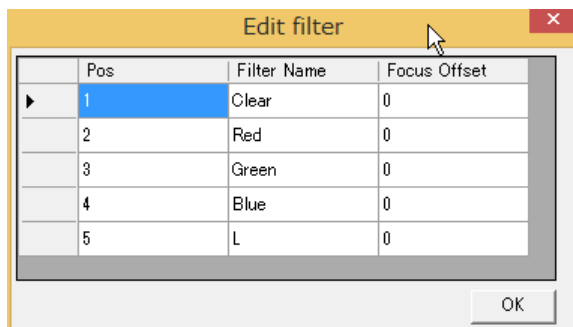 Edit filter
Pos Filter Name Focus Offset
1 Clear 0
2 Red 0
3 Green 0
4 Blue 0
5 L 0
OK